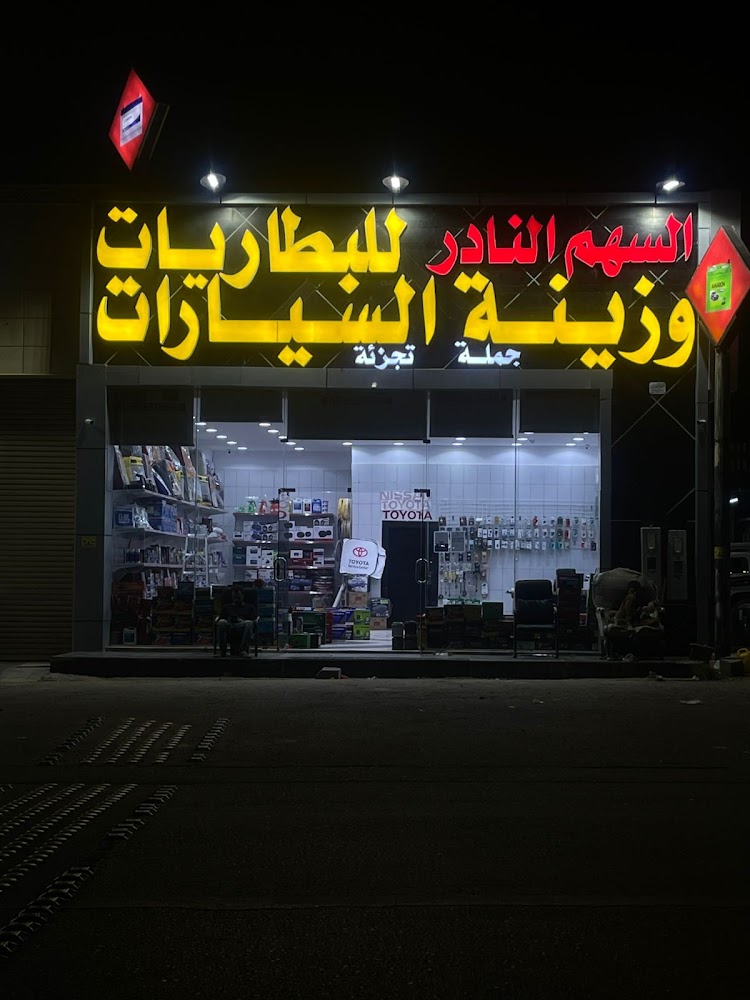 السهم النادر للبطاريات
وزينة السيارات
جملة تجزئة
NISSAN
TOYOTA
TOYOTA
TOYOTA